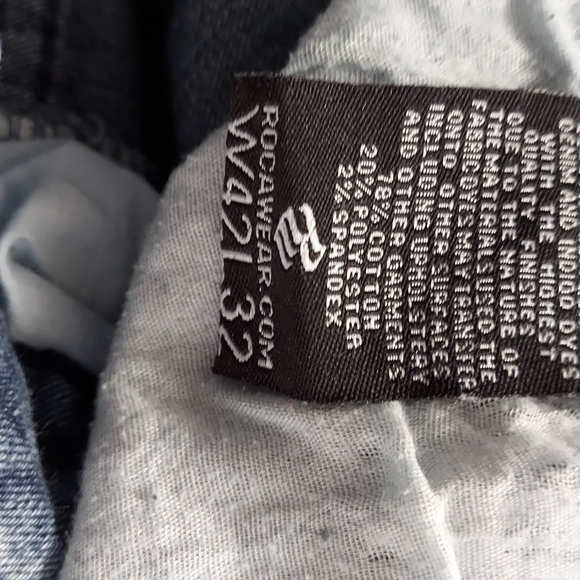 DENIM AND INDIGO DYES
WITH THE HIGHEST
QUALITY FINISHES
DUE TO THE NATURE OF
THE MATERIALS USED THE
FABRIC DYES MAY TRANSFER
ONTO OTHER SURFACES
INCLUDING UPHOLSTERY
AND OTHER GARMENTS
78% COTTON
20% POLYESTER
2% SPANDEX
ROCAWEAR.COM
W42L32